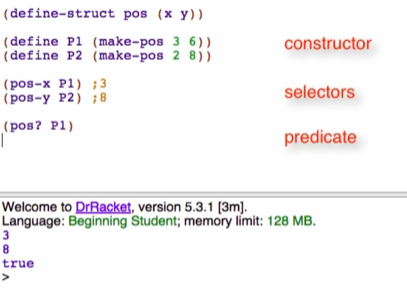 (define-struct pos (x y))
(define P1 (make-pos 3 6))
constructor
(define P2 (make-pos 2 8))
(pos-x P1) ;3
selectors
(pos-y P2) ;8
(pos? P1)
predicate
Welcome to DrRacket, version 5.3.1 [3m].
Language: Beginning Student; memory limit: 128 MB.
3
8
true
>